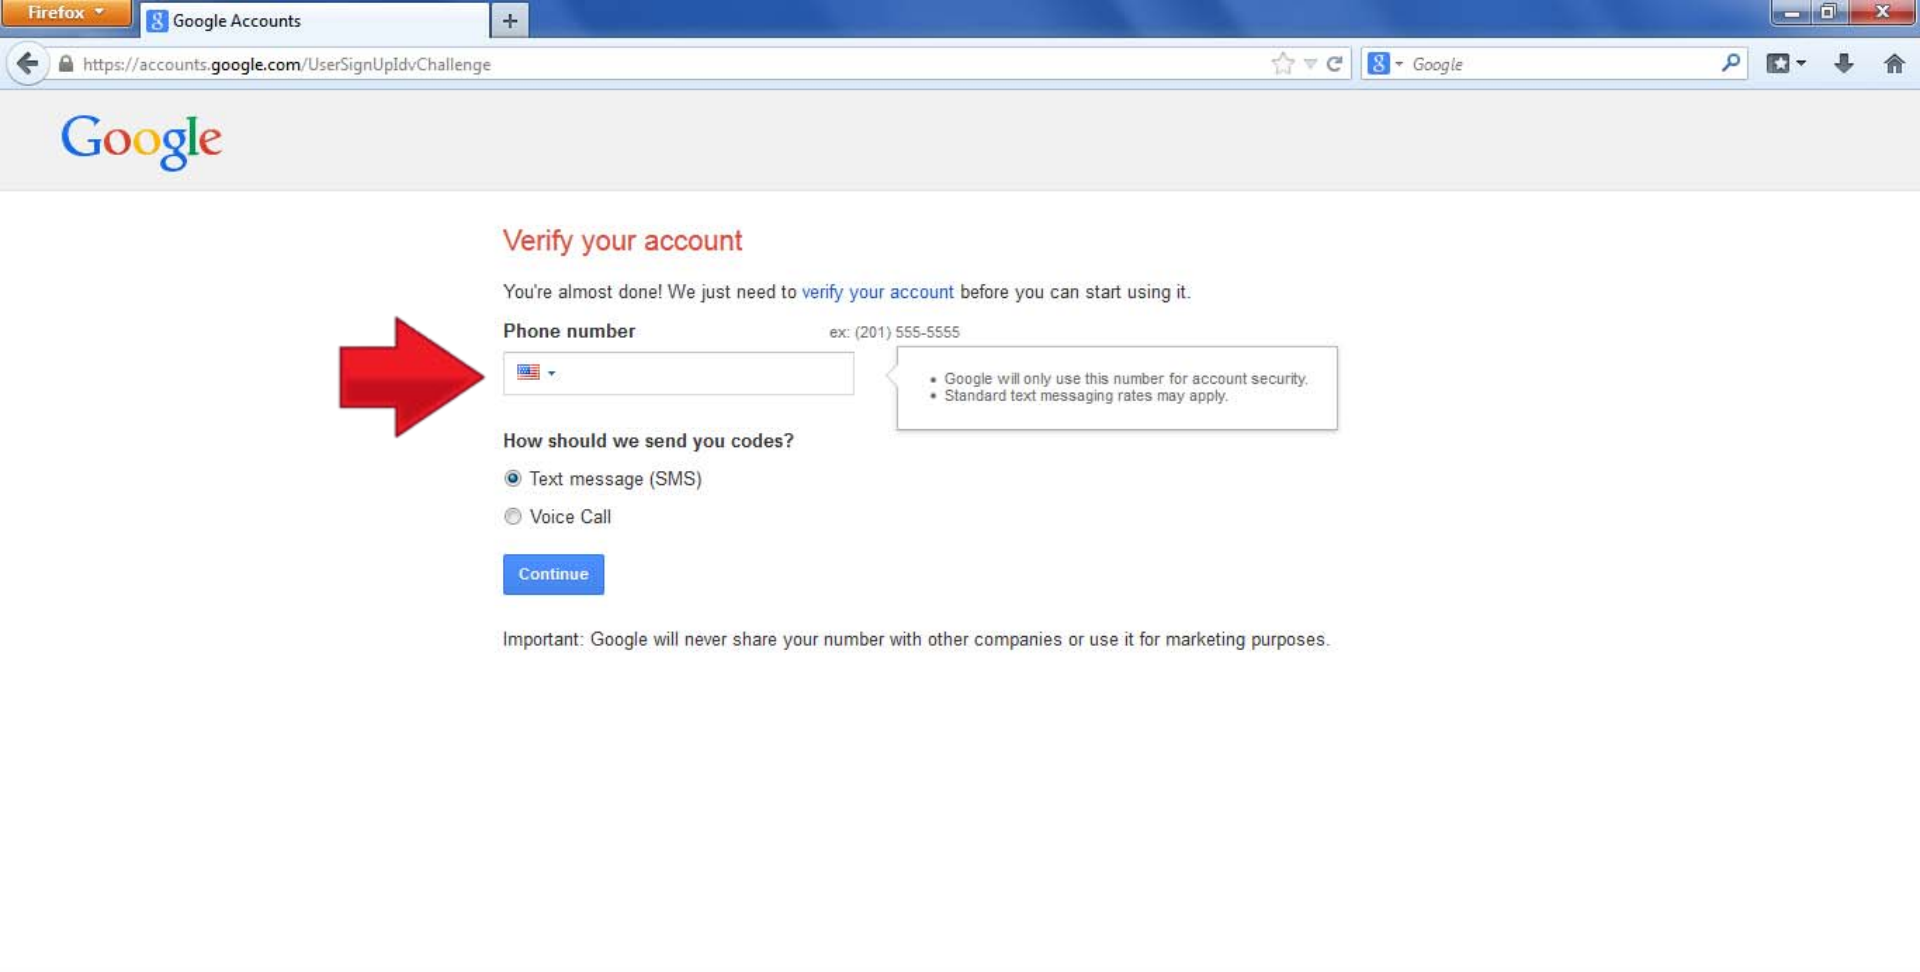 Firefox
Google Accounts
https://accounts.google.com/UserSignUpIdvChallenge
Google
Google
Verify your account
You're almost done! We just need to verify your account before you can start using it.
Phone number
ex: (201) 555-5555
Google will only use this number for account security.
Standard text messaging rates may apply.
How should we send you codes?
Text message (SMS)
Voice Call
Continue
Important: Google will never share your number with other companies or use it for marketing purposes.